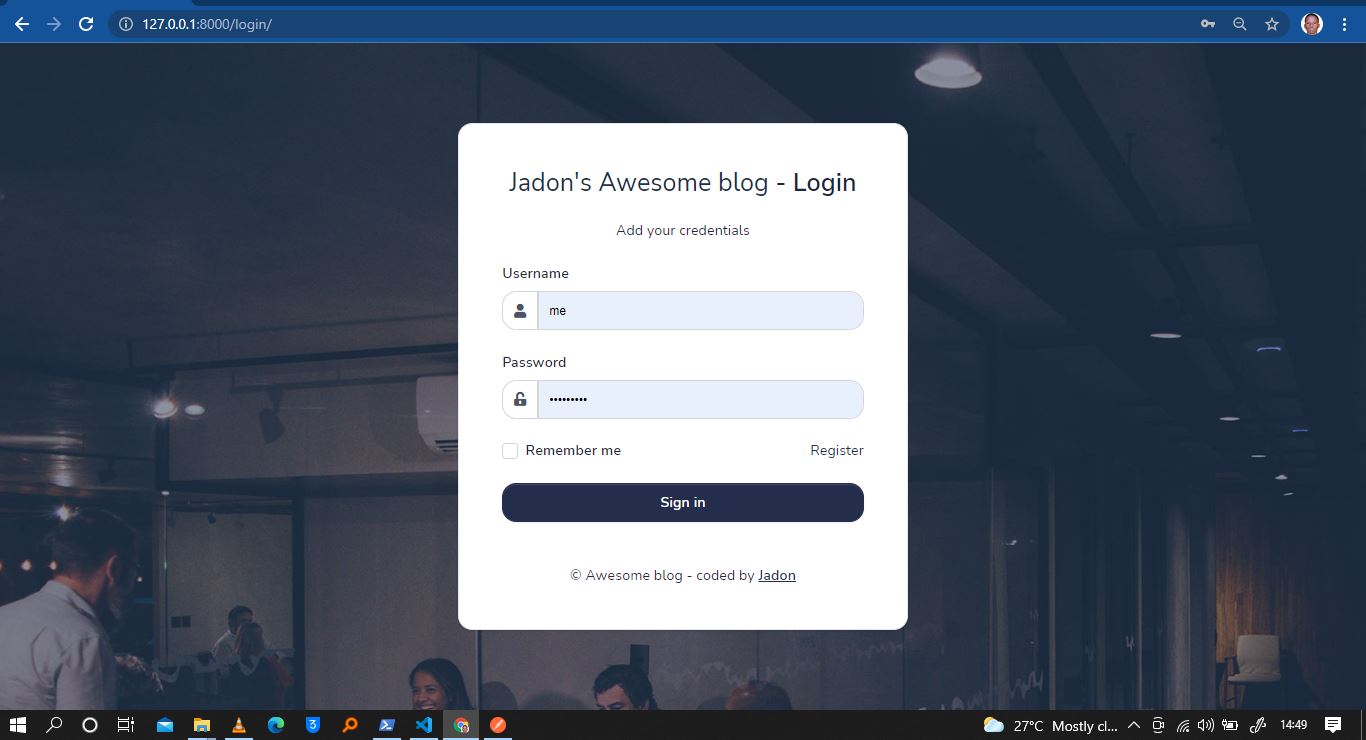 127.0.0.1:8000/login/
Jadon's Awesome blog - Login
Add your credentials
Username
me
Password
•••••••••
Remember me
Register
Sign in
© Awesome blog - coded by Jadon
27°C Mostly cl...
14:49